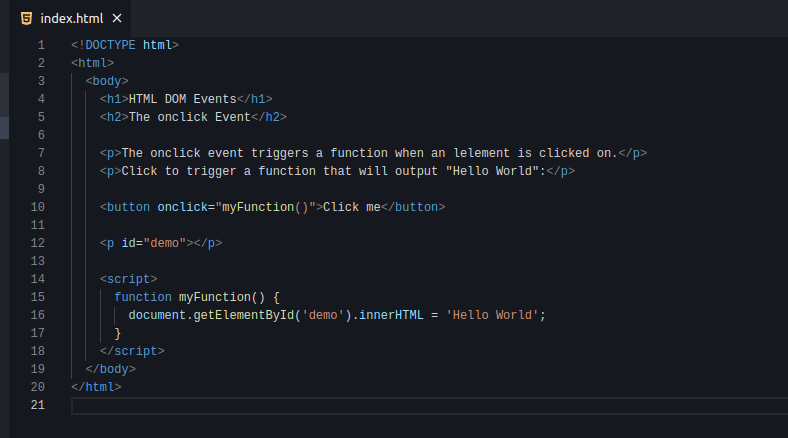 index.html
1 <!DOCTYPE html>
2 <html>
3 <body>
4 <h1>HTML DOM Events</h1>
5 <h2>The onclick Event</h2>
6
7 <p>The onclick event triggers a function when an lelement is clicked on.</p>
8 <p>Click to trigger a function that will output "Hello World":</p>
9
10 <button onclick="myFunction()">Click me</button>
11
12 <p id="demo"></p>
13
14 <script>
15 function myFunction() {
16 document.getElementById('demo').innerHTML = 'Hello World';
17 }
18 </script>
19 </body>
20 </html>
21